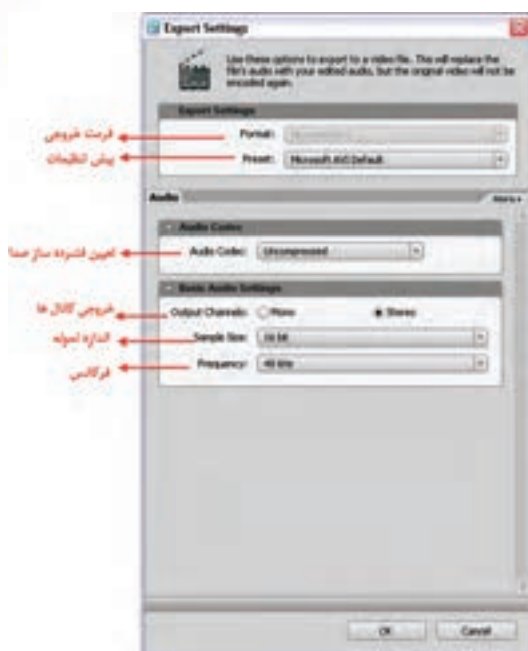 Export Settings
Use these options to export to a video file. This will replace the
file's audio with your edited audio, but the original video will not be
encoded again.
Export Settings
فرمت خروجی
Format:
پیش تنظیمات
Preset: Microsoft AVI Default
Audio
Audio Codec
تعیین فشرده ساز صدا
Audio Codec: Uncompressed
Basic Audio Settings
خروجی کانال ها
Output Channels: Mono Stereo
اندازه نمونه
Sample Size: 16 bit
فرکانس
Frequency: 48 kHz
OK Cancel